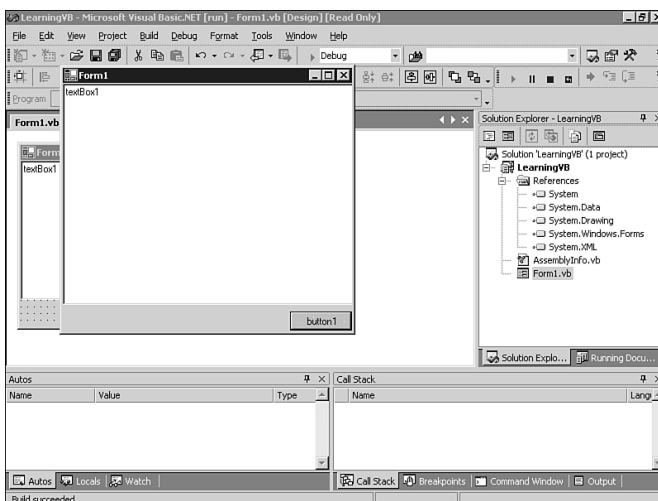 LearningVB - Microsoft Visual Basic.NET [run] - Form1.vb [Design] [Read Only]
File Edit View Project Build Debug Format Tools Window Help
Debug
Form1
Program
textBox1
Form1.vb
Solution Explorer - LearningVB
Form
textBox1
Solution 'LearningVB' (1 project)
LearningVB
References
System
System.Data
System.Drawing
System.Windows.Forms
System.XML
AssemblyInfo.vb
Form1.vb
button1
Solution Explo... Running Docu...
Autos
Call Stack
Name Value Type
Name Lang
Autos Locals Watch
Call Stack Breakpoints Command Window Output
Build succeeded